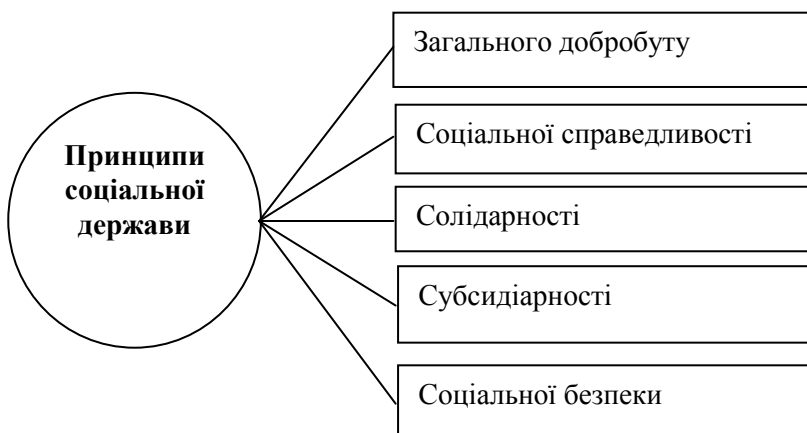 Принципи
соціальної
держави
Загального добробуту
Соціальної справедливості
Солідарності
Субсидіарності
Соціальної безпеки